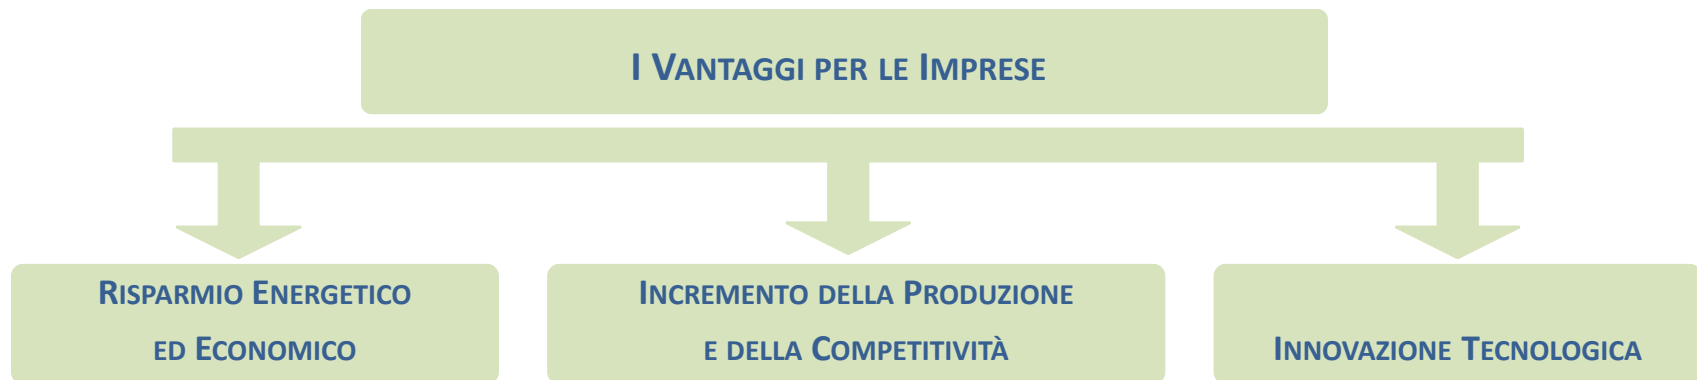 I Vantaggi per le Imprese
Risparmio Energetico
ed Economico
Incremento della Produzione
e della Competitività
Innovazione Tecnologica